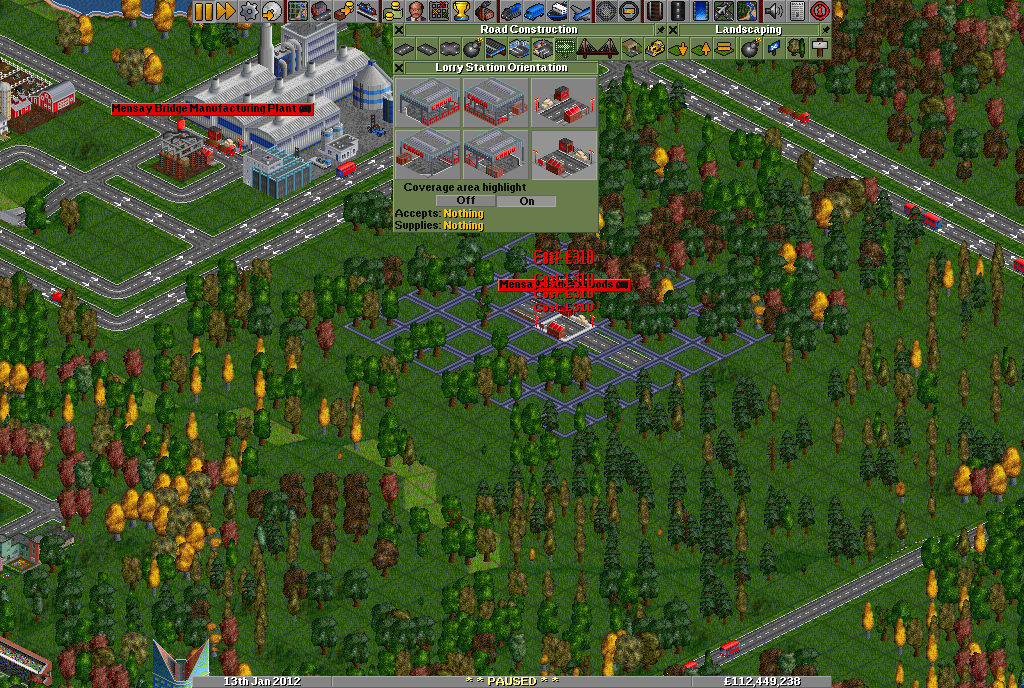 Road Construction
Landscaping
Lorry Station Orientation
Mensay Bridge Manufacturing Plant
Coverage area highlight
Off
On
Accepts: Nothing
Supplies: Nothing
13th Jan 2012
* * PAUSED * *
£112,449,238